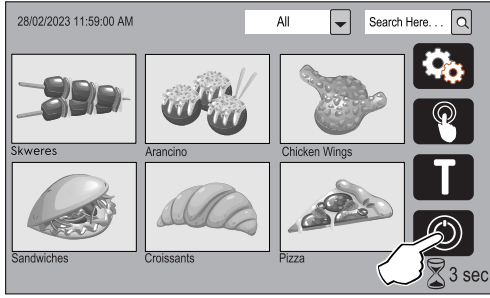 28/02/2023 11:59:00 AM
All
Search Here. . .
Skweres
Arancino
Chicken Wings
T
Sandwiches
Croissants
Pizza
3 sec